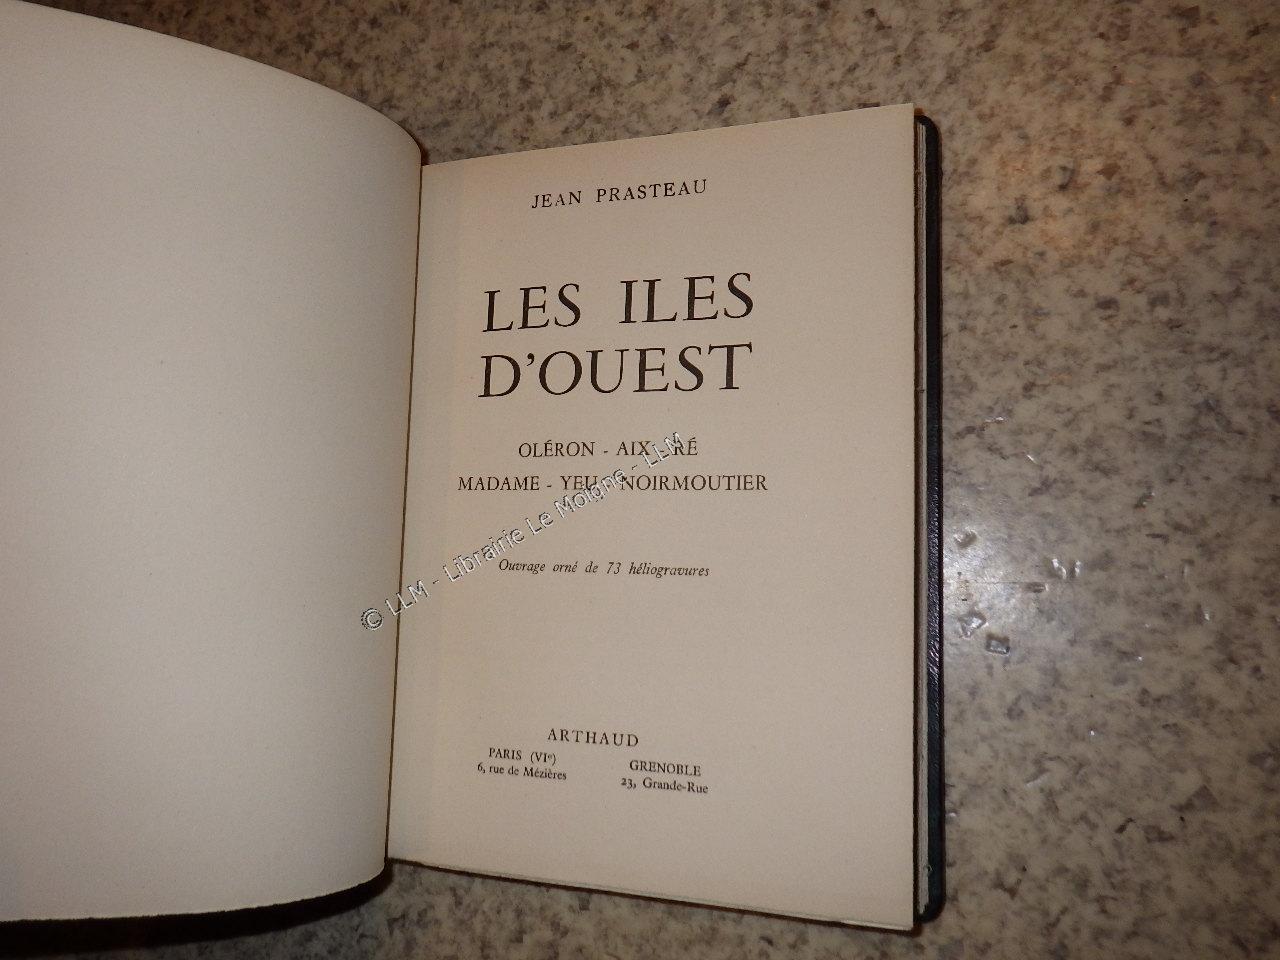 JEAN PRASTEAU
LES ILES
D'OUEST
OLÉRON - AIX - RÉ
MADAME - YEU - NOIRMOUTIER
Ouvrage orné de 73 héliogravures
© LLM - Librairie Le Moigne - LLM
ARTHAUD
PARIS (VIe)
6, rue de Mézières
GRENOBLE
23, Grande-Rue